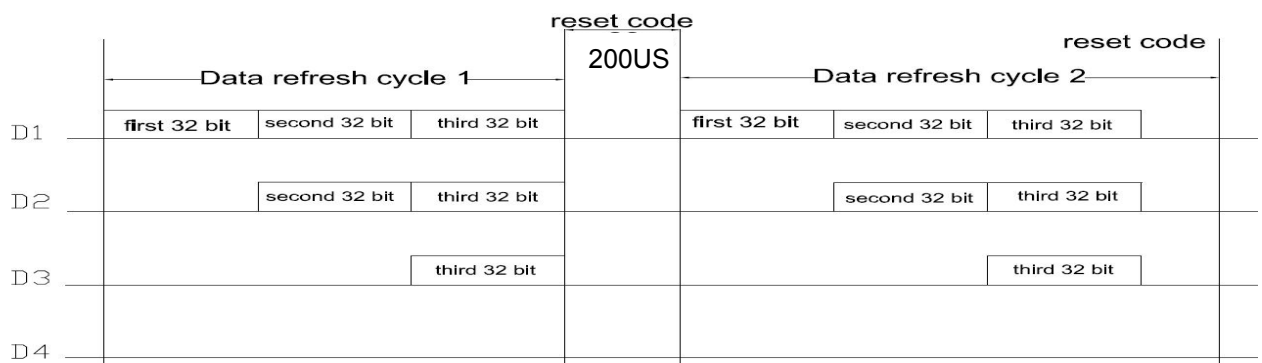 reset code
200US
reset code
Data refresh cycle 1
Data refresh cycle 2
D1 first 32 bit second 32 bit third 32 bit first 32 bit second 32 bit third 32 bit
D2 second 32 bit third 32 bit second 32 bit third 32 bit
D3 third 32 bit third 32 bit
D4